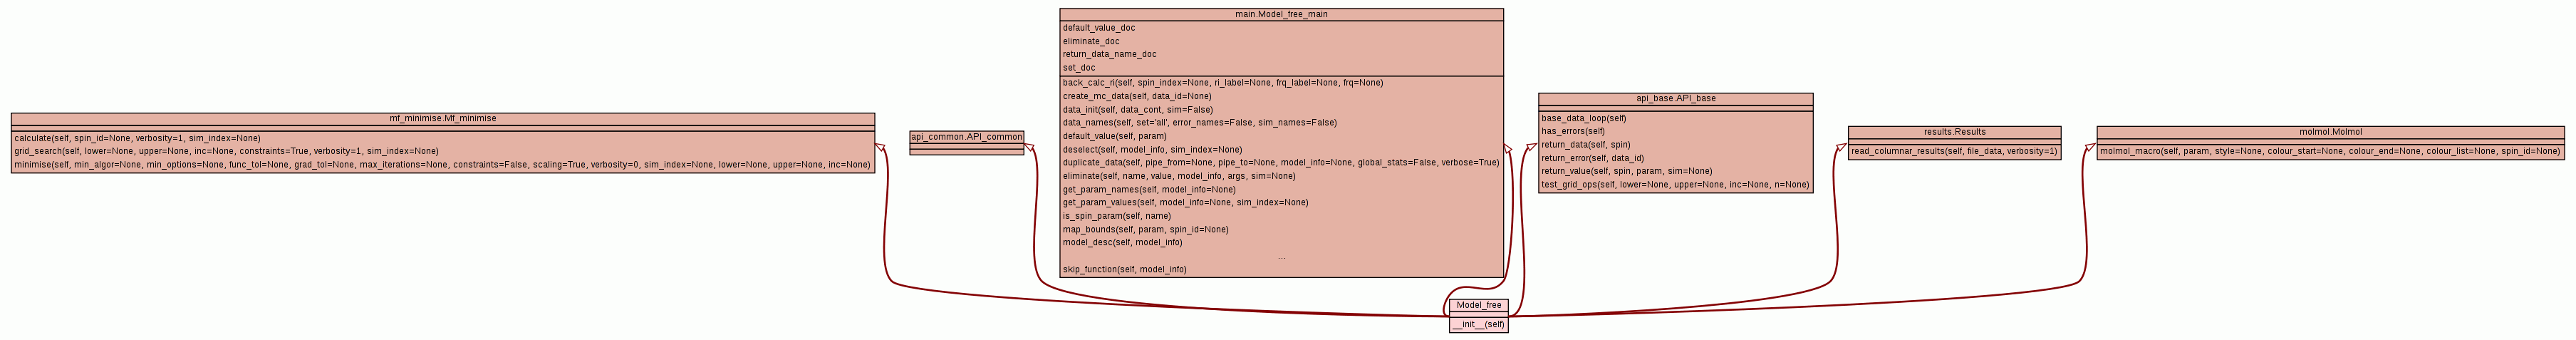 mf_minimise.Mf_minimise
calculate(self, spin_id=None, verbosity=1, sim_index=None)
grid_search(self, lower=None, upper=None, inc=None, constraints=True, verbosity=1, sim_index=None)
minimise(self, min_algor=None, min_options=None, func_tol=None, grad_tol=None, max_iterations=None, constraints=False, scaling=True, verbosity=0, sim_index=None, lower=None, upper=None, inc=None)
api_common.API_common
main.Model_free_main
default_value_doc
eliminate_doc
return_data_name_doc
set_doc
back_calc_ri(self, spin_index=None, ri_label=None, frq_label=None, frq=None)
create_mc_data(self, data_id=None)
data_init(self, data_cont, sim=False)
data_names(self, set='all', error_names=False, sim_names=False)
default_value(self, param)
deselect(self, model_info, sim_index=None)
duplicate_data(self, pipe_from=None, pipe_to=None, model_info=None, global_stats=False, verbose=True)
eliminate(self, name, value, model_info, args, sim=None)
get_param_names(self, model_info=None)
get_param_values(self, model_info=None, sim_index=None)
is_spin_param(self, name)
map_bounds(self, param, spin_id=None)
model_desc(self, model_info)
...
skip_function(self, model_info)
api_base.API_base
base_data_loop(self)
has_errors(self)
return_data(self, spin)
return_error(self, data_id)
return_value(self, spin, param, sim=None)
test_grid_ops(self, lower=None, upper=None, inc=None, n=None)
results.Results
read_columnar_results(self, file_data, verbosity=1)
molmol.Molmol
molmol_macro(self, param, style=None, colour_start=None, colour_end=None, colour_list=None, spin_id=None)
Model_free
__init__(self)